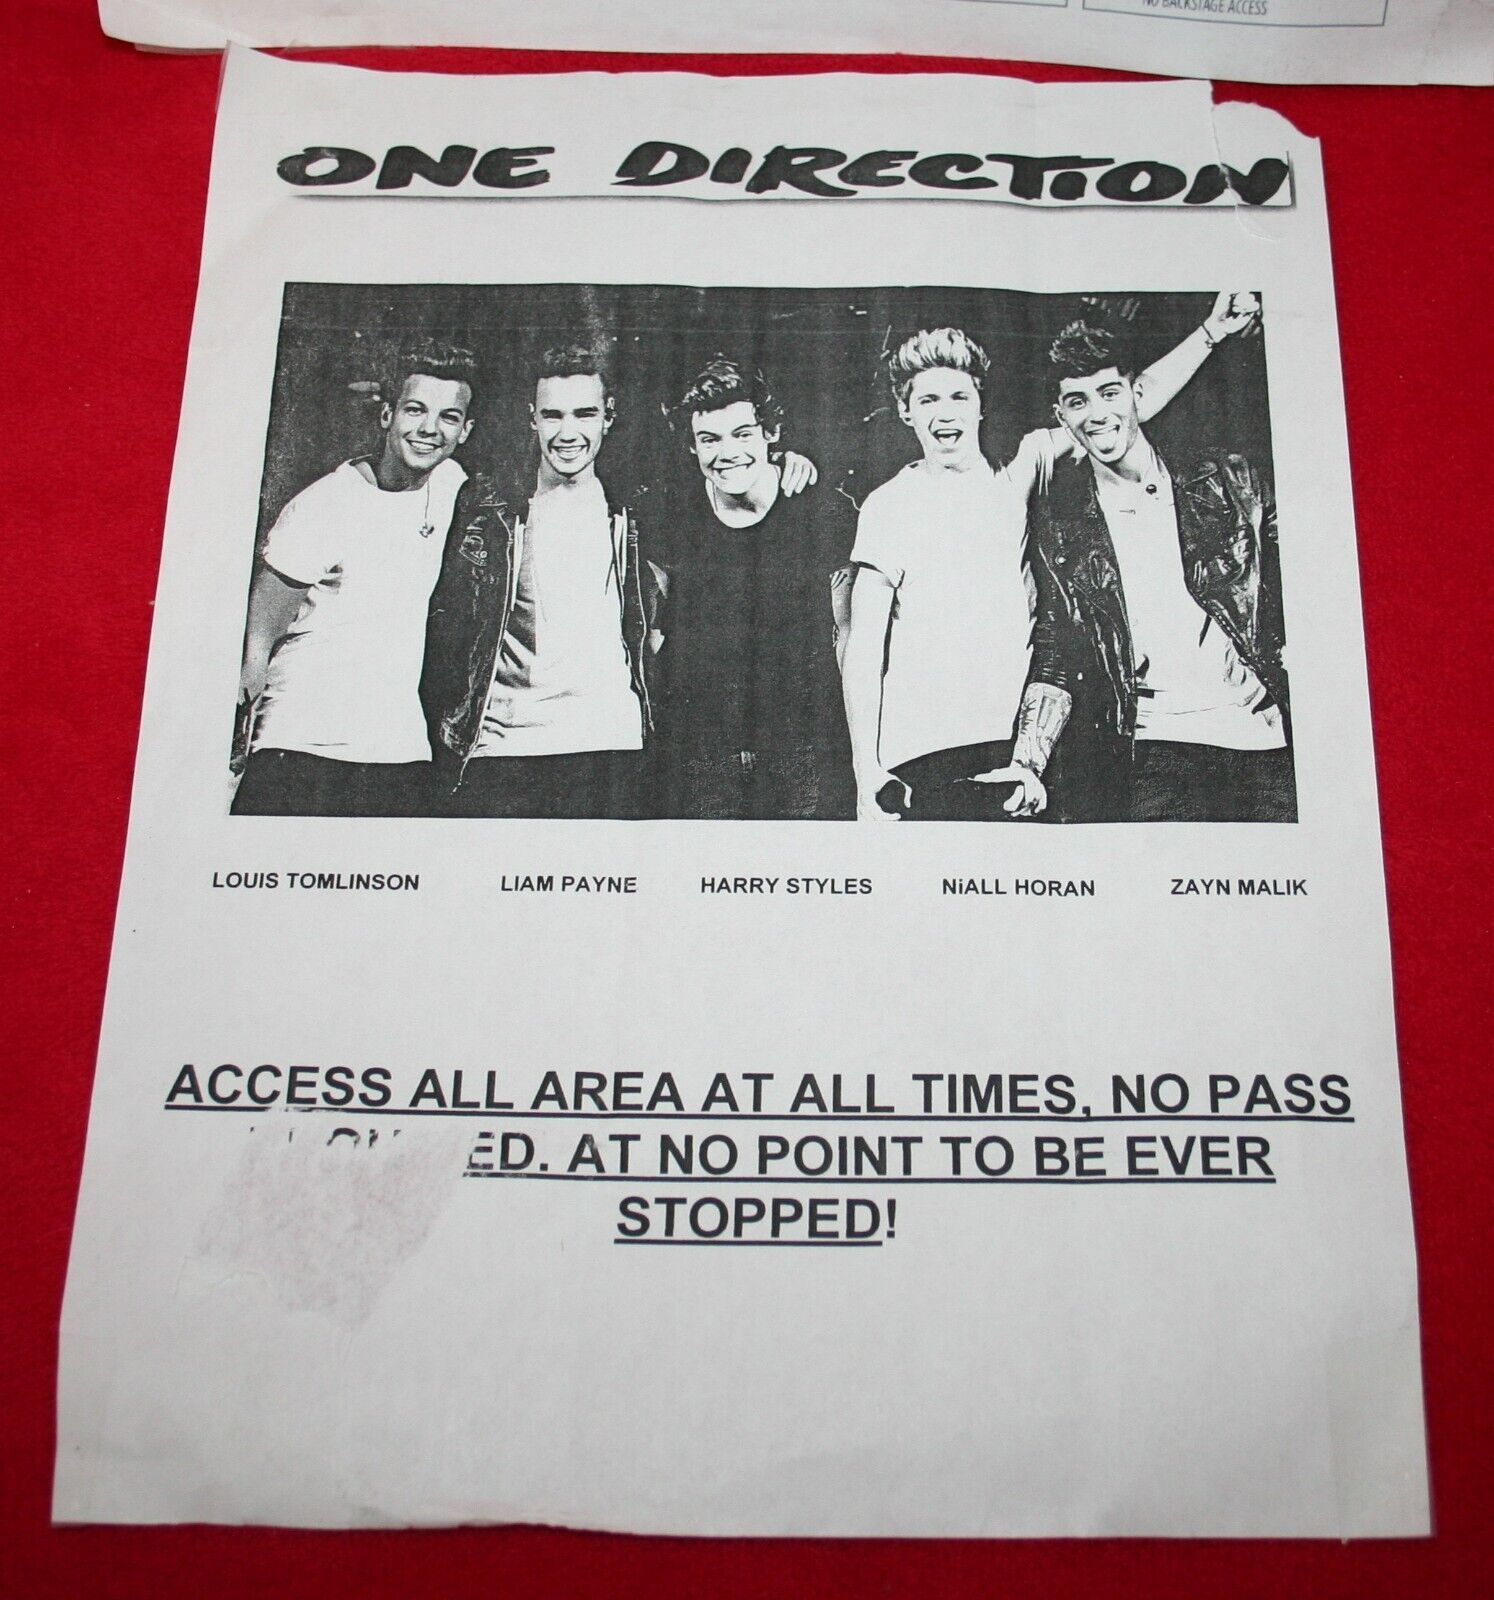 NO BACKSTAGE ACCESS
ONE DIRECTION
LOUIS TOMLINSON LIAM PAYNE HARRY STYLES NiALL HORAN ZAYN MALIK
ACCESS ALL AREA AT ALL TIMES, NO PASS
ED. AT NO POINT TO BE EVER
STOPPED!